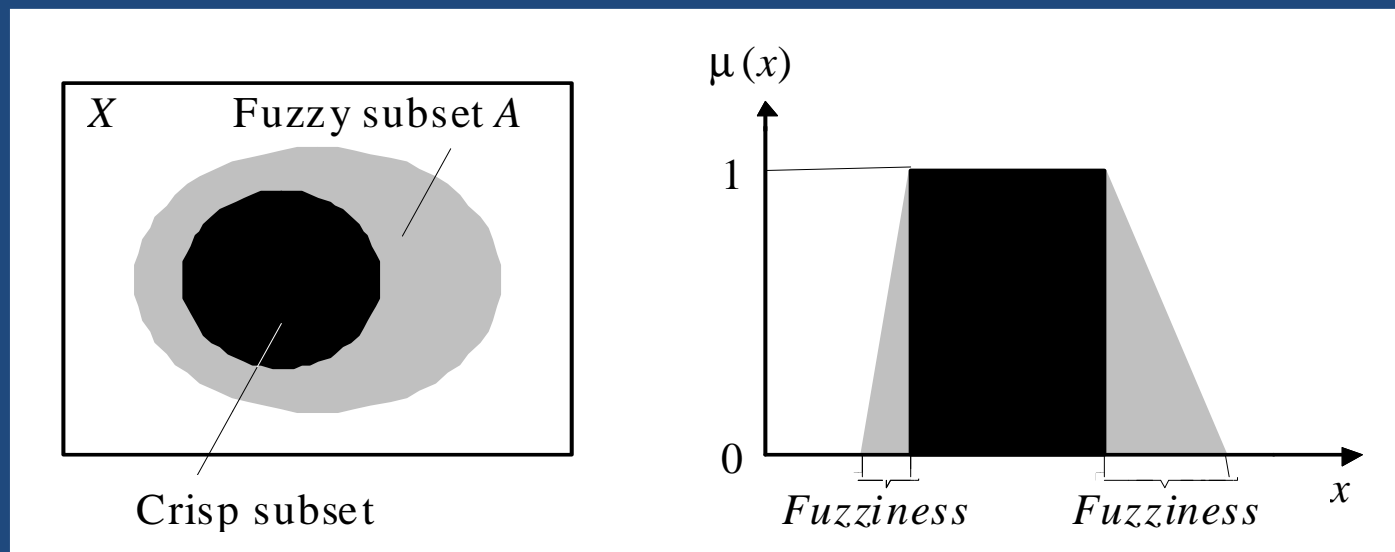 X
Fuzzy subset A
Crisp subset
μ(x)
1
0
x
Fuzziness
Fuzziness